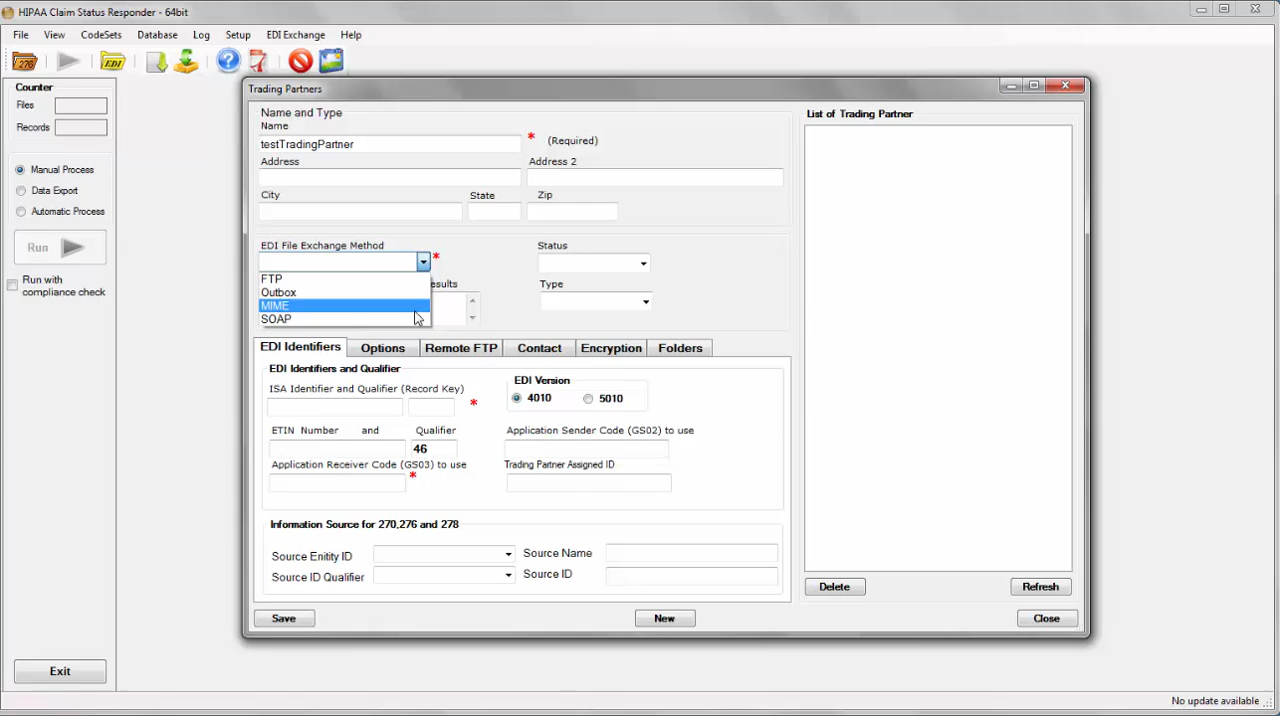 HIPAA Claim Status Responder - 64bit
File View CodeSets Database Log Setup EDI Exchange Help
278 EDI
Counter
Files
Records
Manual Process
Data Export
Automatic Process
Run
Run with
compliance check
Exit
Trading Partners
Name and Type
Name
testTradingPartner * (Required)
Address Address 2
City State Zip
EDI File Exchange Method * Status
FTP
Outbox
MIME
SOAP
esults Type
EDI Identifiers Options Remote FTP Contact Encryption Folders
EDI Identifiers and Qualifier
ISA Identifier and Qualifier (Record Key) *
EDI Version
4010 5010
ETIN Number and Qualifier Application Sender Code (GS02) to use
46
Application Receiver Code (GS03) to use * Trading Partner Assigned ID
Information Source for 270,276 and 278
Source Enitity ID Source Name
Source ID Qualifier Source ID
Save New Close
List of Trading Partner
Delete Refresh
No update available